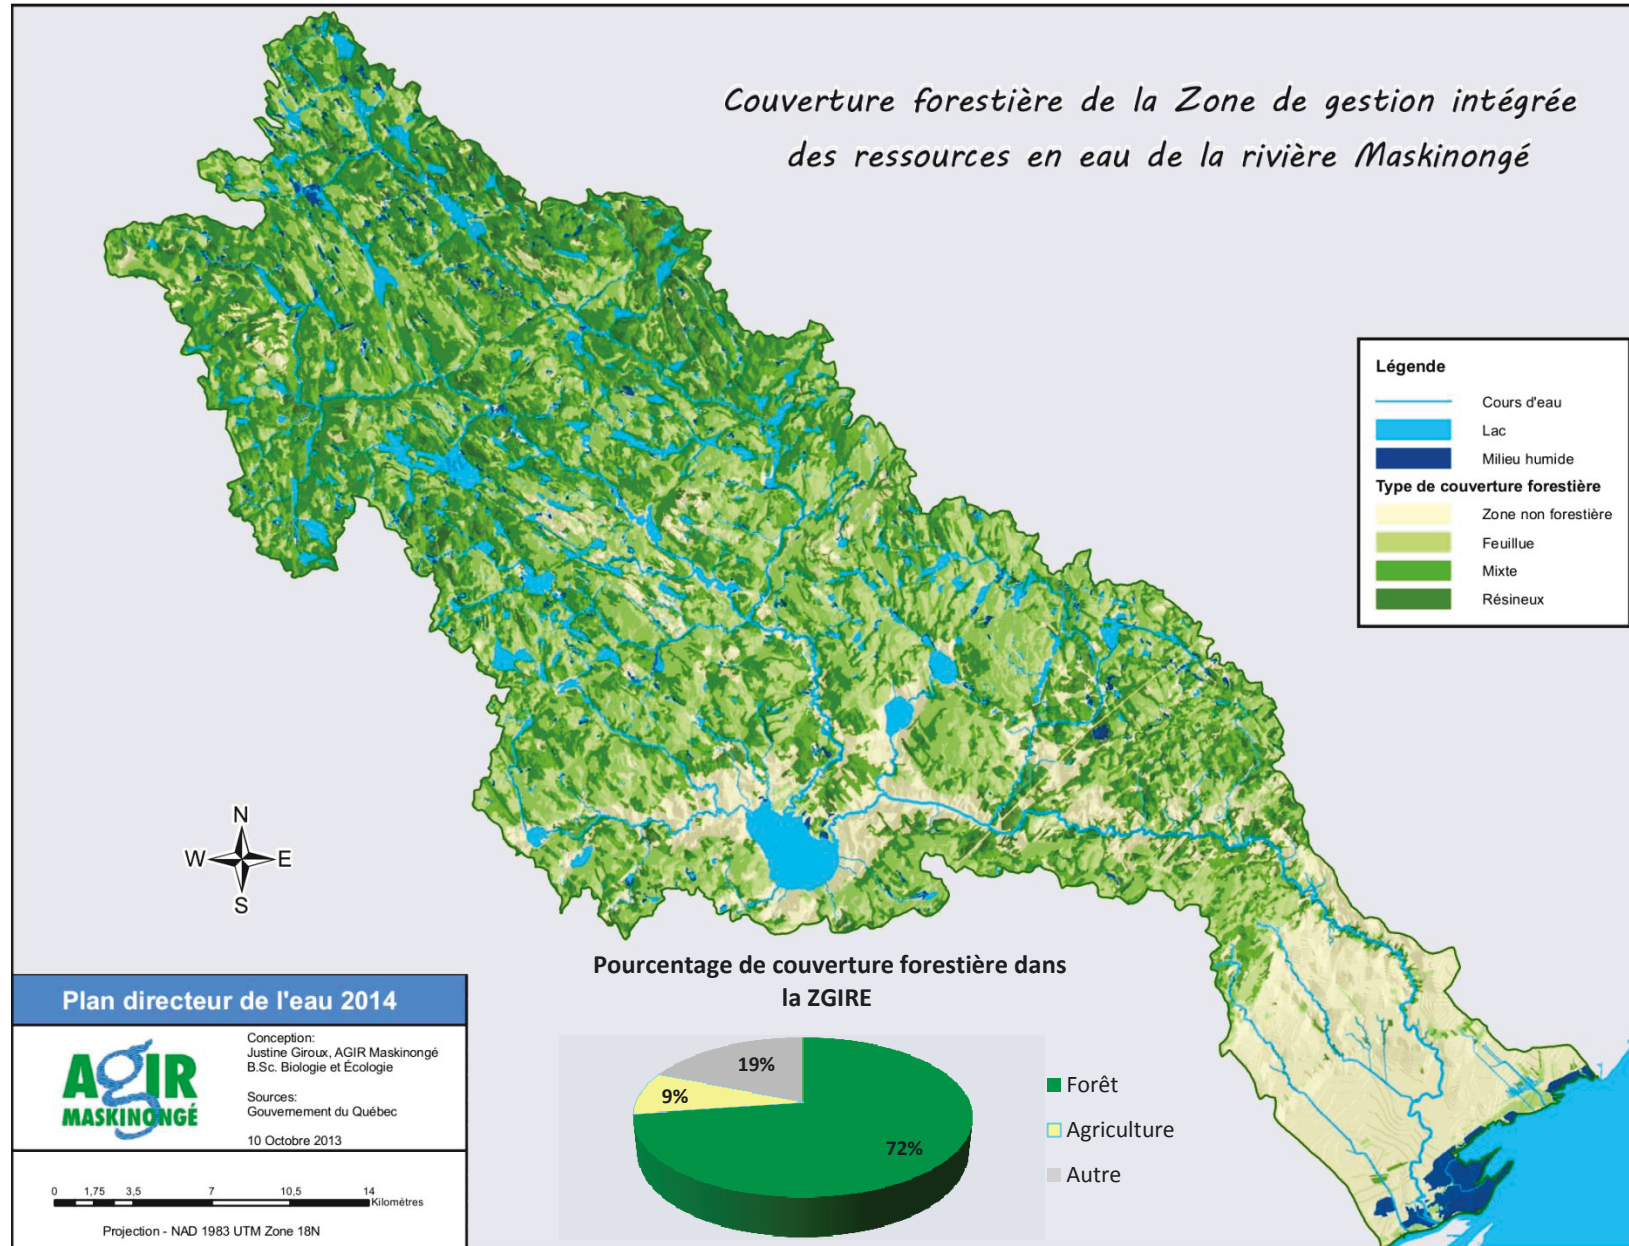 Couverture forestière de la Zone de gestion intégrée
des ressources en eau de la rivière Maskinongé
Légende
Cours d'eau
Lac
Milieu humide
Type de couverture forestière
Zone non forestière
Feuillue
Mixte
Résineux
N
W
E
S
Plan directeur de l'eau 2014
AGIR
MASKINONGÉ
Conception:
Justine Giroux, AGIR Maskinongé
B.Sc. Biologie et Écologie
Sources:
Gouvernement du Québec
10 Octobre 2013
0 1,75 3,5 7 10,5 14
Kilomètres
Projection - NAD 1983 UTM Zone 18N
Pourcentage de couverture forestière dans
la ZGIRE
19%
9%
72%
Forêt
Agriculture
Autre